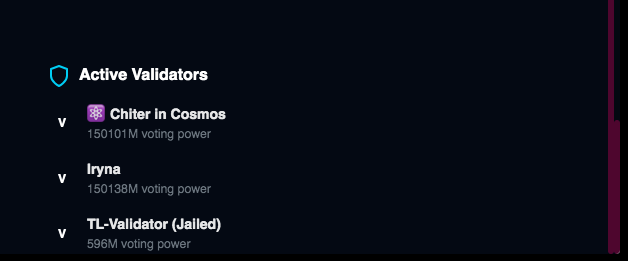 Active Validators
V
⚛️ Chiter in Cosmos
150101M voting power
V
Iryna
150138M voting power
V
TL-Validator (Jailed)
596M voting power